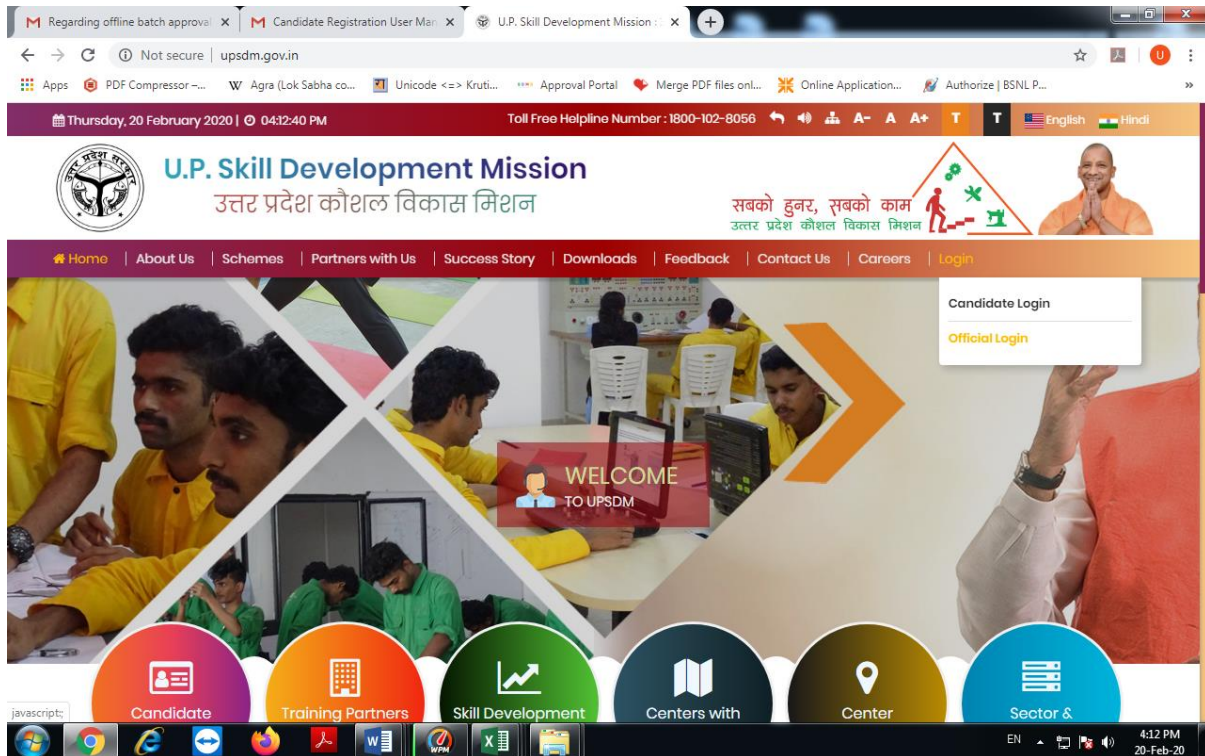 Regarding offline batch approval
Candidate Registration User Man
U.P. Skill Development Mission :
Not secure | upsdm.gov.in
Apps PDF Compressor –... Agra (Lok Sabha co... Unicode <=> Kruti... Approval Portal Merge PDF files onl... Online Application... Authorize | BSNL P... »
Thursday, 20 February 2020 | 04:12:40 PM Toll Free Helpline Number : 1800-102-8056 A- A A+ T T English Hindi
U.P. Skill Development Mission
उत्तर प्रदेश कौशल विकास मिशन
सबको हुनर, सबको काम
उत्तर प्रदेश कौशल विकास मिशन
Home | About Us | Schemes | Partners with Us | Success Story | Downloads | Feedback | Contact Us | Careers | Login
Candidate Login
Official Login
WELCOME
TO UPSDM
Candidate Training Partners Skill Development Centers with Center Sector &
javascript:;
EN 4:12 PM
20-Feb-20